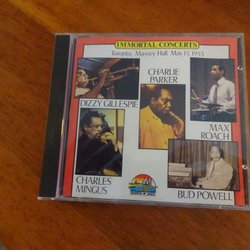 IMMORTAL CONCERTS
Toronto, Massey Hall, May 15, 1953
CHARLIE
PARKER
DIZZY GILLESPIE
MAX
ROACH
CHARLES
MINGUS
BUD POWELL